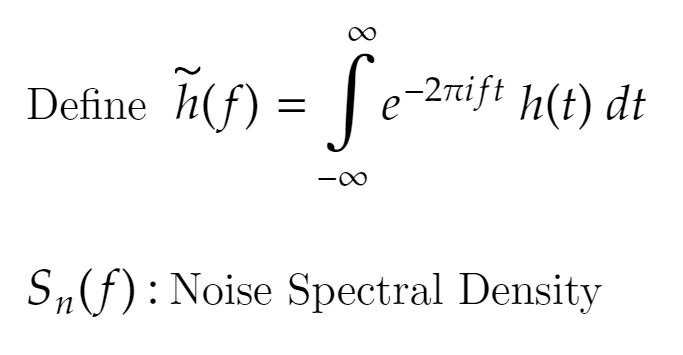 Define h̃(f) = ∫_{−∞}^{∞} e^{−2πift} h(t) dt
S_n(f) : Noise Spectral Density